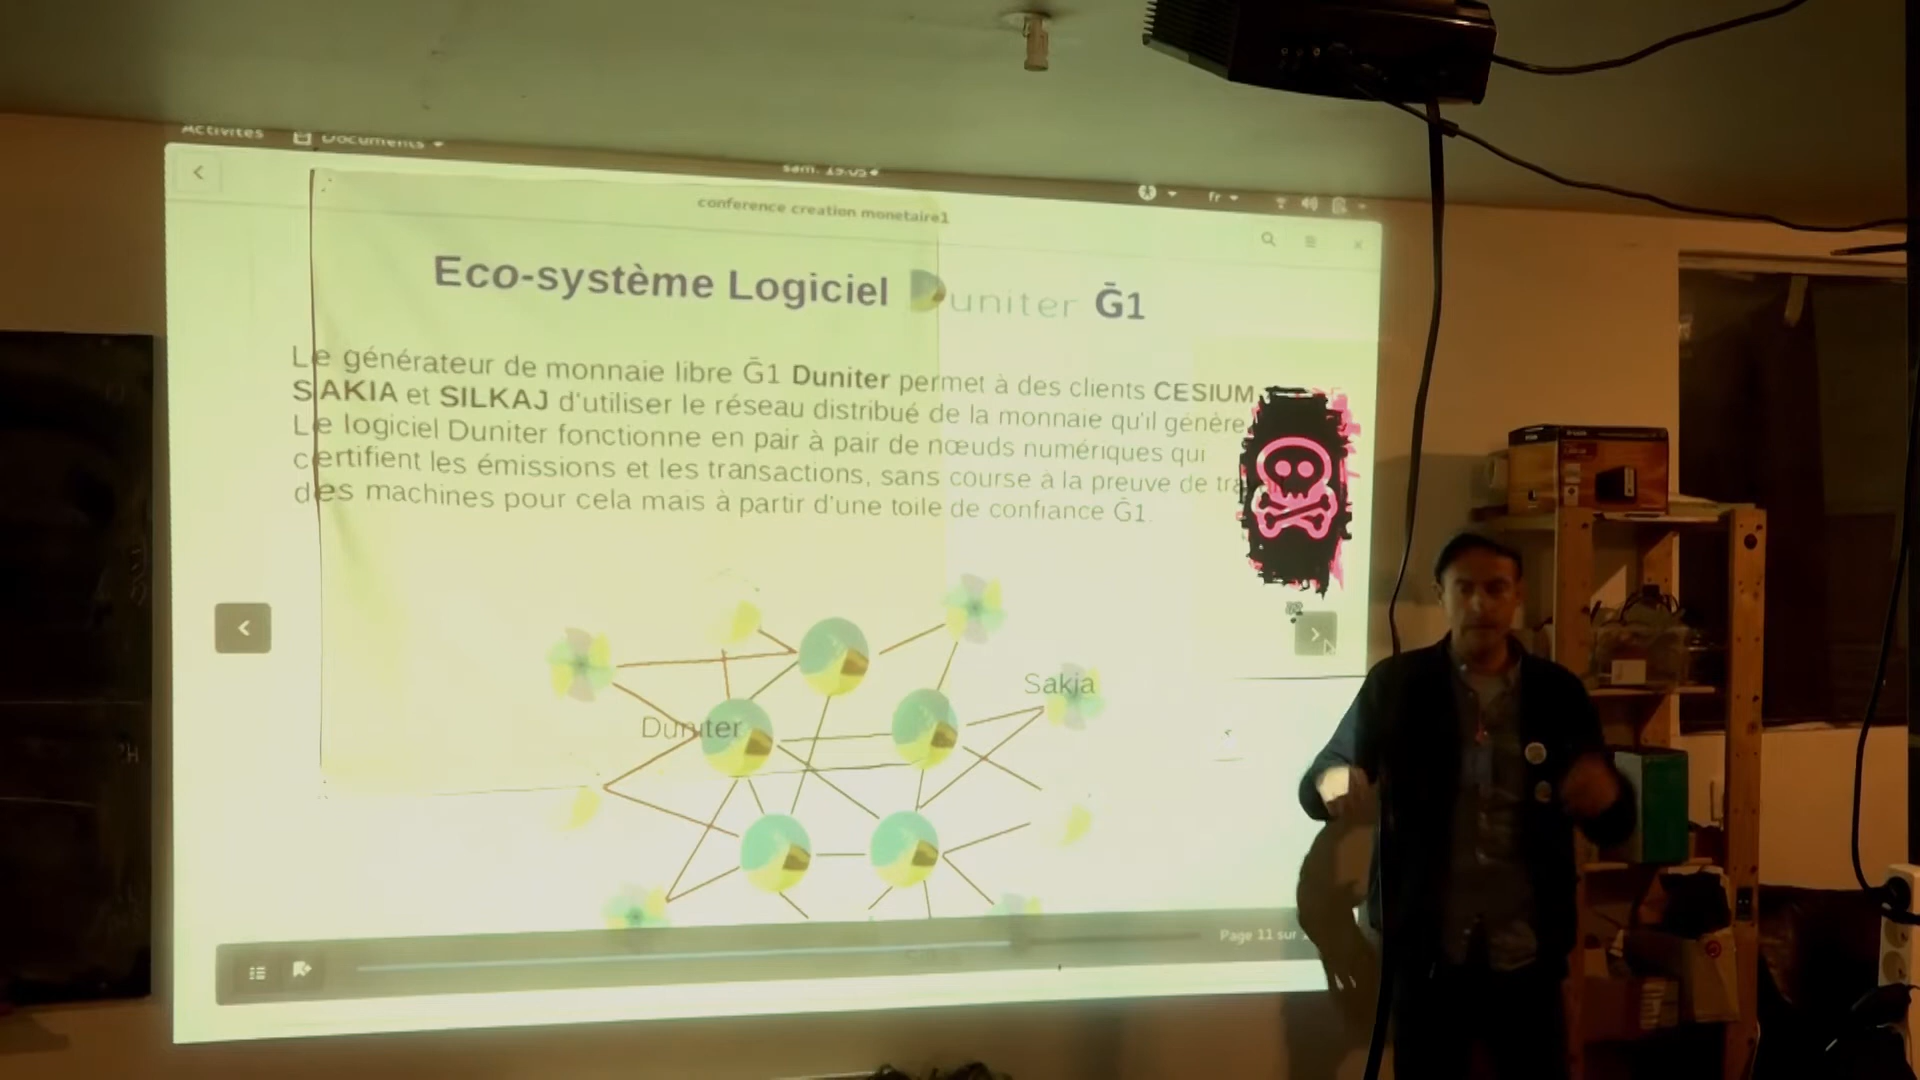 Activités Documents
sam. 19:05
fr
conference creation monetaire1
Eco-système Logiciel Duniter Ğ1
Le générateur de monnaie libre Ğ1 Duniter permet à des clients CESIUM,
SAKIA et SILKAJ d'utiliser le réseau distribué de la monnaie qu'il génère.
Le logiciel Duniter fonctionne en pair à pair de nœuds numériques qui
certifient les émissions et les transactions, sans course à la preuve de
des machines pour cela mais à partir d'une toile de confiance Ğ1.
Sakia
Duniter
Page 11 sur